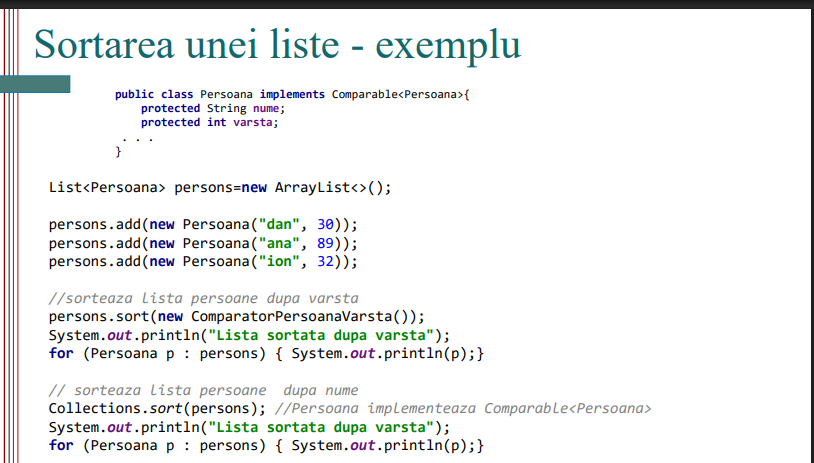 Sortarea unei liste - exemplu
public class Persoana implements Comparable<Persoana>{
protected String nume;
protected int varsta;
. . .
}
List<Persoana> persons=new ArrayList<>();
persons.add(new Persoana("dan", 30));
persons.add(new Persoana("ana", 89));
persons.add(new Persoana("ion", 32));
//sorteaza lista persoane dupa varsta
persons.sort(new ComparatorPersoanaVarsta());
System.out.println("Lista sortata dupa varsta");
for (Persoana p : persons) { System.out.println(p);}
// sorteaza lista persoane  dupa nume
Collections.sort(persons); //Persoana implementeaza Comparable<Persoana>
System.out.println("Lista sortata dupa varsta");
for (Persoana p : persons) { System.out.println(p);}